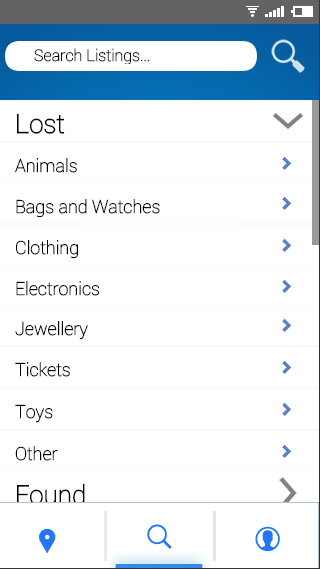 Search Listings...
Lost
Animals
Bags and Watches
Clothing
Electronics
Jewellery
Tickets
Toys
Other
Found